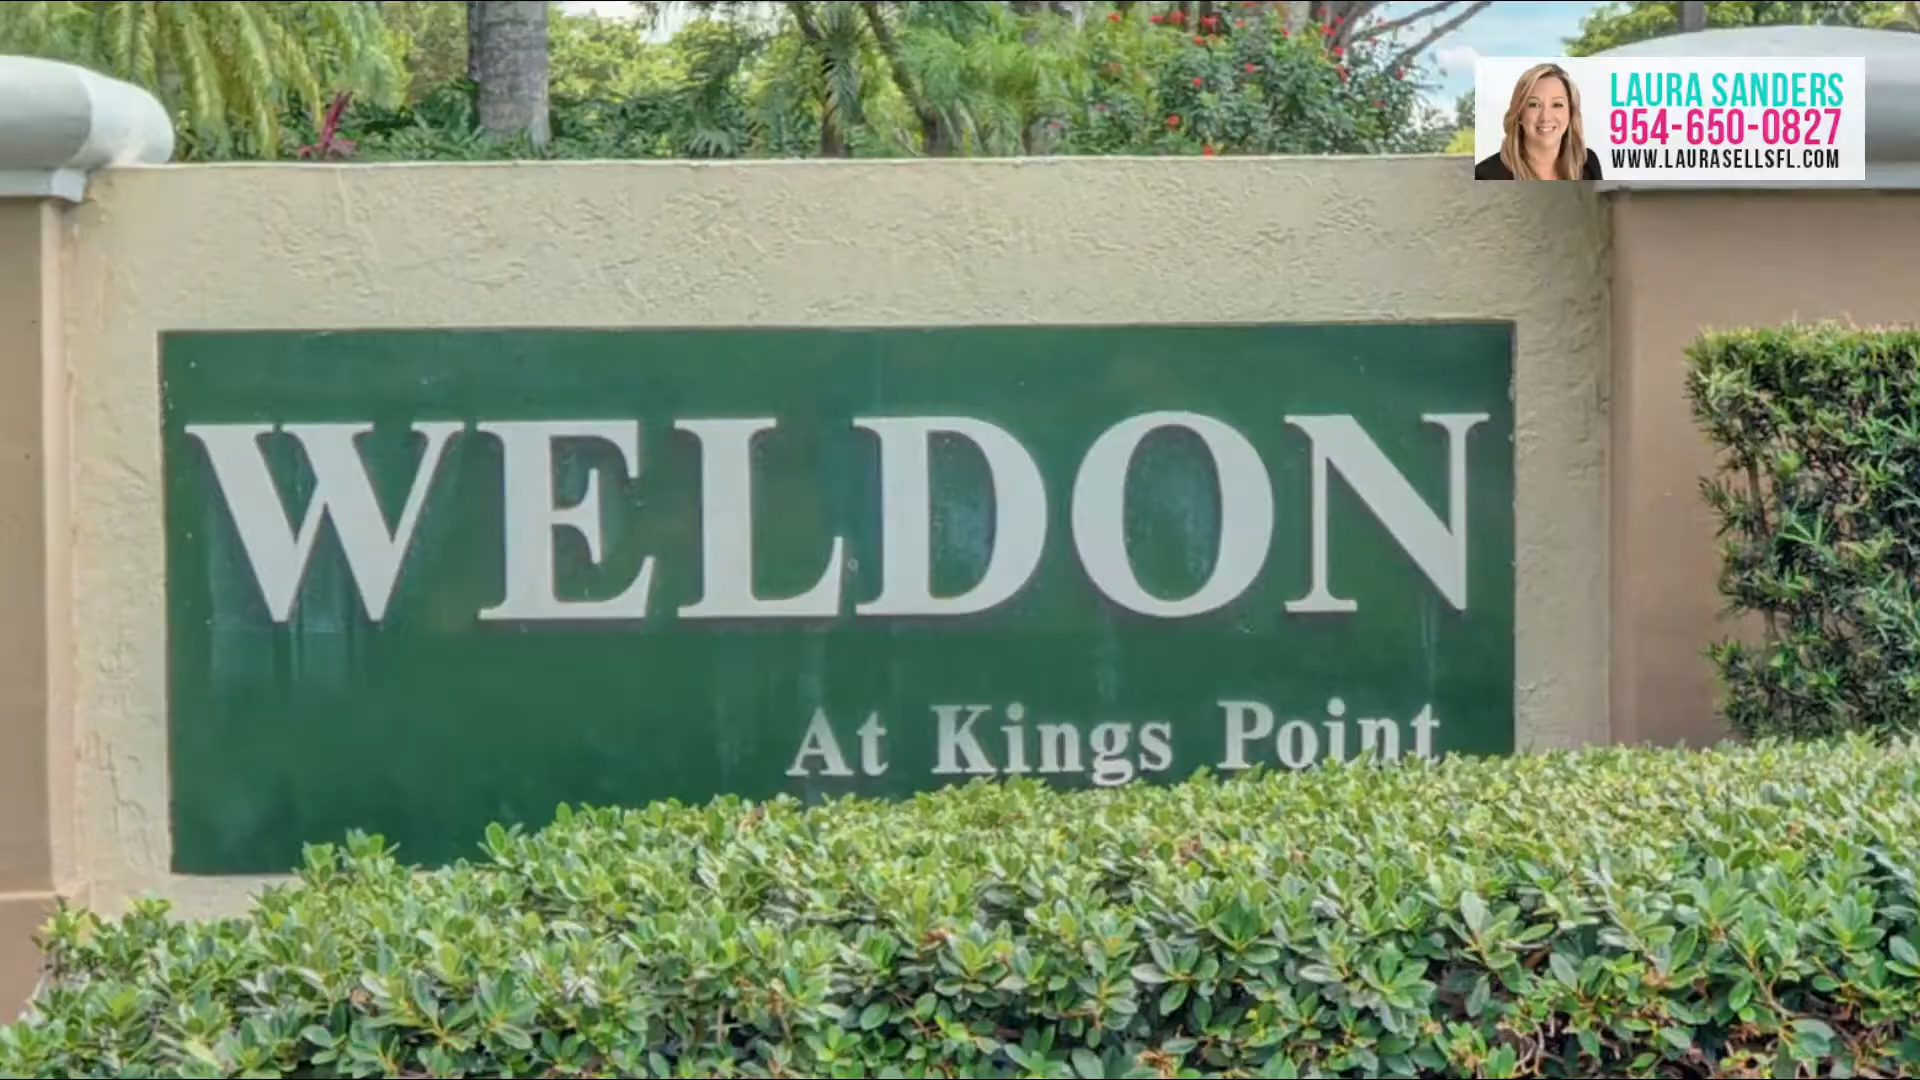 LAURA SANDERS
954-650-0827
WWW.LAURASELLSFL.COM
WELDON
At Kings Point